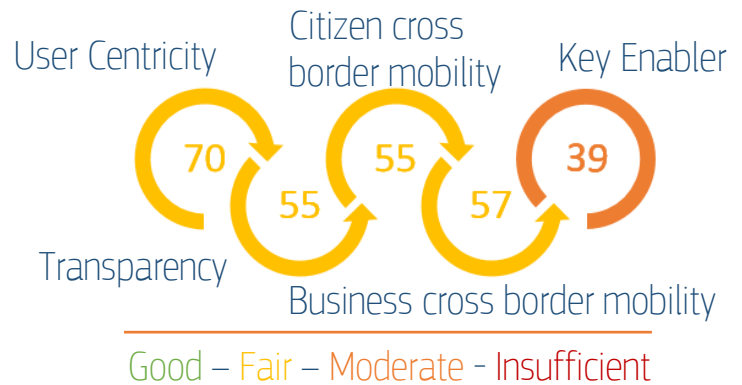 User Centricity
Citizen cross
border mobility
Key Enabler
70
55
55
57
39
Transparency
Business cross border mobility
Good – Fair – Moderate - Insufficient